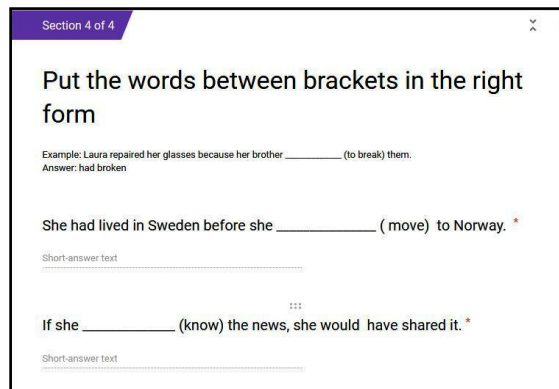 Section 4 of 4
Put the words between brackets in the right
form
Example: Laura repaired her glasses because her brother ____________ (to break) them.
Answer: had broken
She had lived in Sweden before she ______________ ( move)  to Norway. *
Short-answer text
If she _____________ (know) the news, she would  have shared it. *
Short-answer text